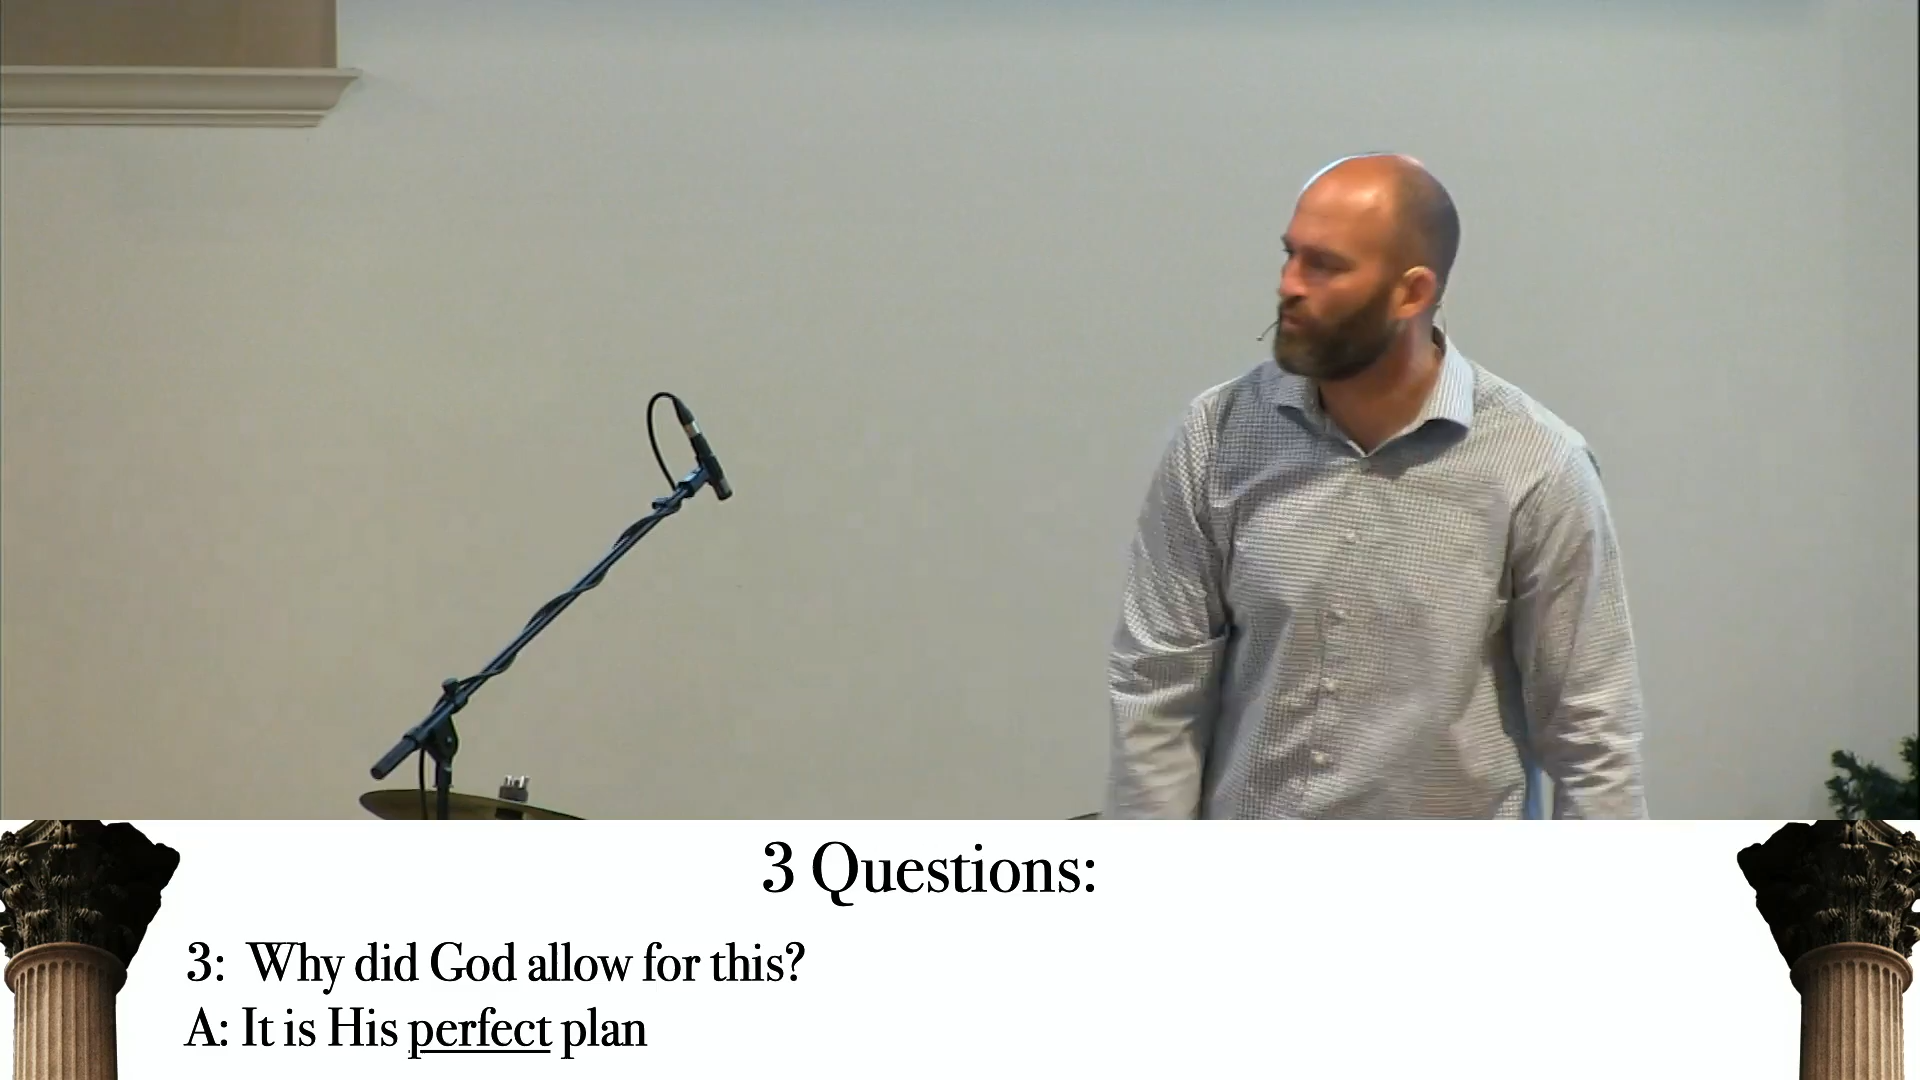 3 Questions:
3: Why did God allow for this?
A: It is His perfect plan